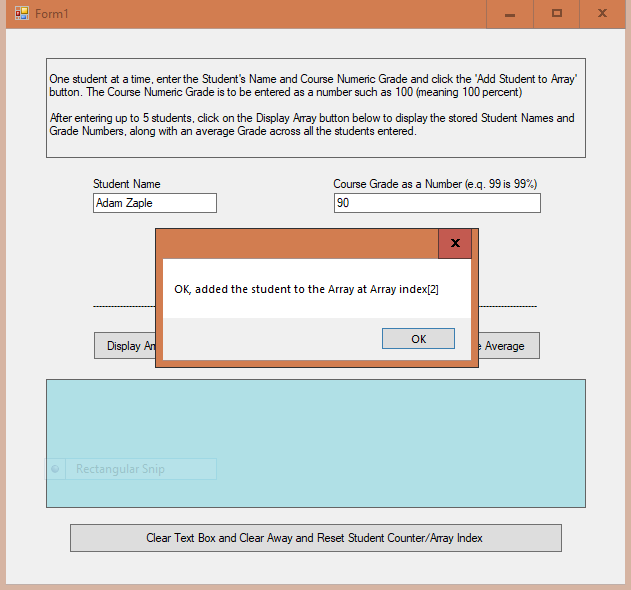 Form1
One student at a time, enter the Student's Name and Course Numeric Grade and click the 'Add Student to Array'
button. The Course Numeric Grade is to be entered as a number such as 100 (meaning 100 percent)
After entering up to 5 students, click on the Display Array button below to display the stored Student Names and
Grade Numbers, along with an average Grade across all the students entered.
Student Name
Course Grade as a Number (e.q. 99 is 99%)
Adam Zaple
90
OK, added the student to the Array at Array index[2]
OK
Display
Average
Rectangular Snip
Clear Text Box and Clear Away and Reset Student Counter/Array Index